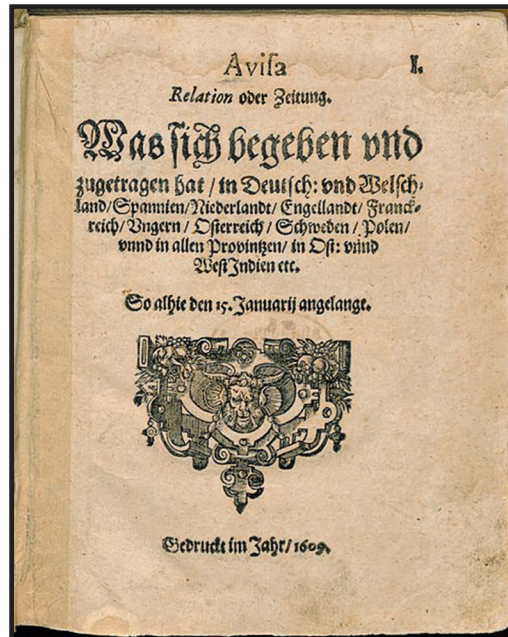 Avisa
I.
Relation oder Zeitung.
Was sich begeben vnd
zugetragen hat / in Deutsch: vnd Welsch-
land / Spannien / Niederlandt / Engellandt / Franck-
reich / Vngern / Osterreich / Schweden / Polen /
vnnd in allen Provintzen / in Ost: vnnd
West Indien etc.
So alhie den 15. Januarij angelangt.
Gedruckt im Jahr / 1609.